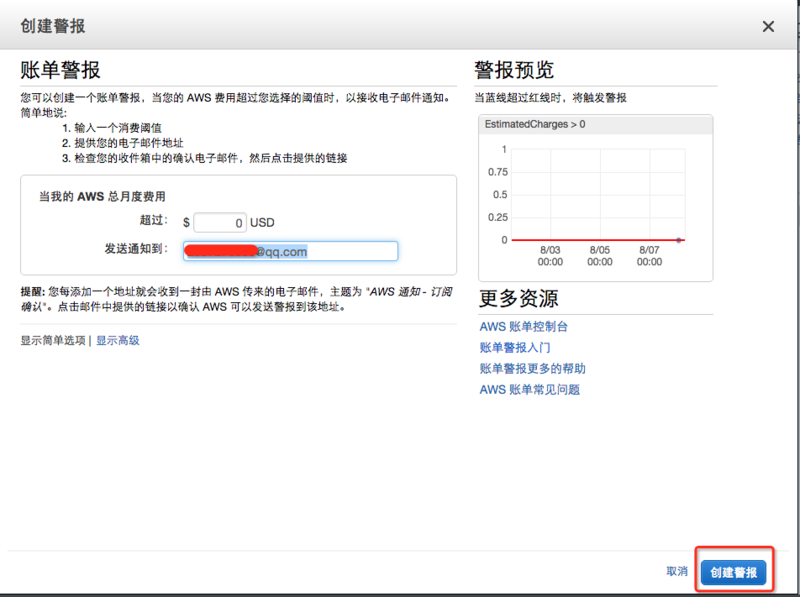 创建警报
账单警报
您可以创建一个账单警报，当您的 AWS 费用超过您选择的阈值时，以接收电子邮件通知。
简单地说:
1. 输入一个消费阈值
2. 提供您的电子邮件地址
3. 检查您的收件箱中的确认电子邮件，然后点击提供的链接
当我的 AWS 总月度费用
超过: $ 0 USD
发送通知到: @qq.com
提醒: 您每添加一个地址就会收到一封由 AWS 传来的电子邮件，主题为 "AWS 通知 - 订阅
确认"。点击邮件中提供的链接以确认 AWS 可以发送警报到该地址。
显示简单选项 | 显示高级
警报预览
当蓝线超过红线时，将触发警报
EstimatedCharges > 0
1
0.75
0.5
0.25
0
8/03 8/05 8/07
00:00 00:00 00:00
更多资源
AWS 账单控制台
账单警报入门
账单警报更多的帮助
AWS 账单常见问题
取消 创建警报